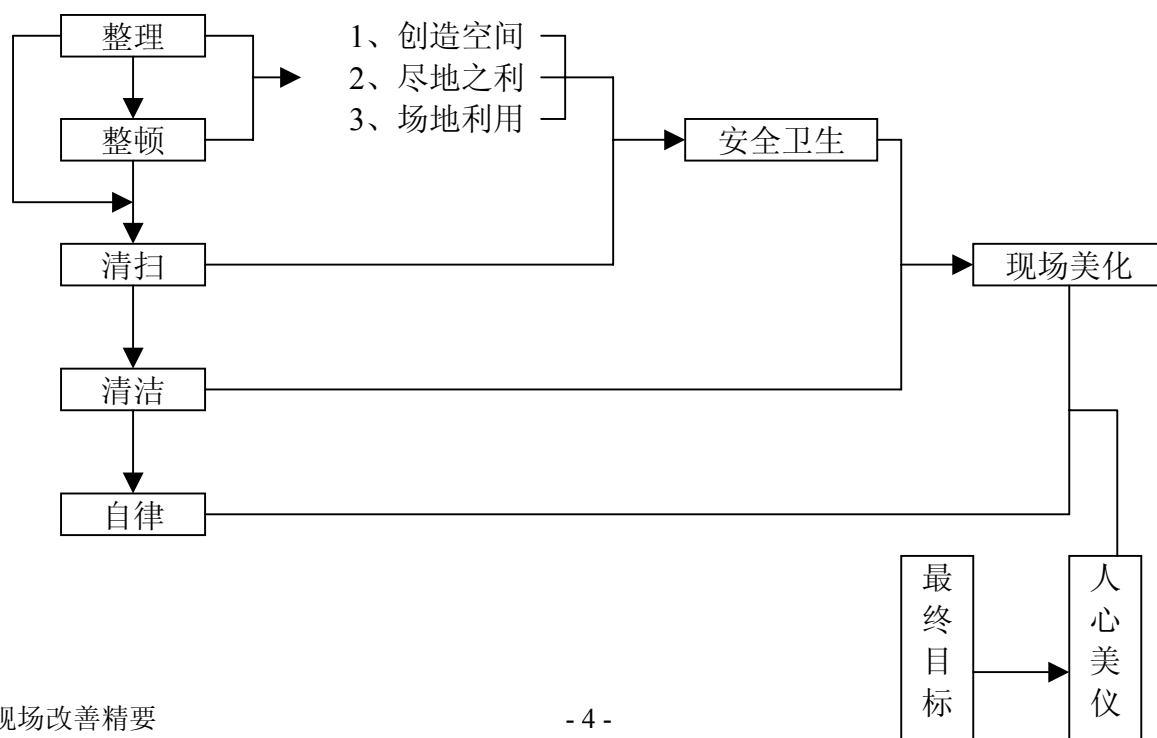 整理
1、创造空间
2、尽地之利
3、场地利用
整顿
安全卫生
清扫
现场美化
清洁
自律
最终目标
人心美仪
现场改善精要
- 4 -